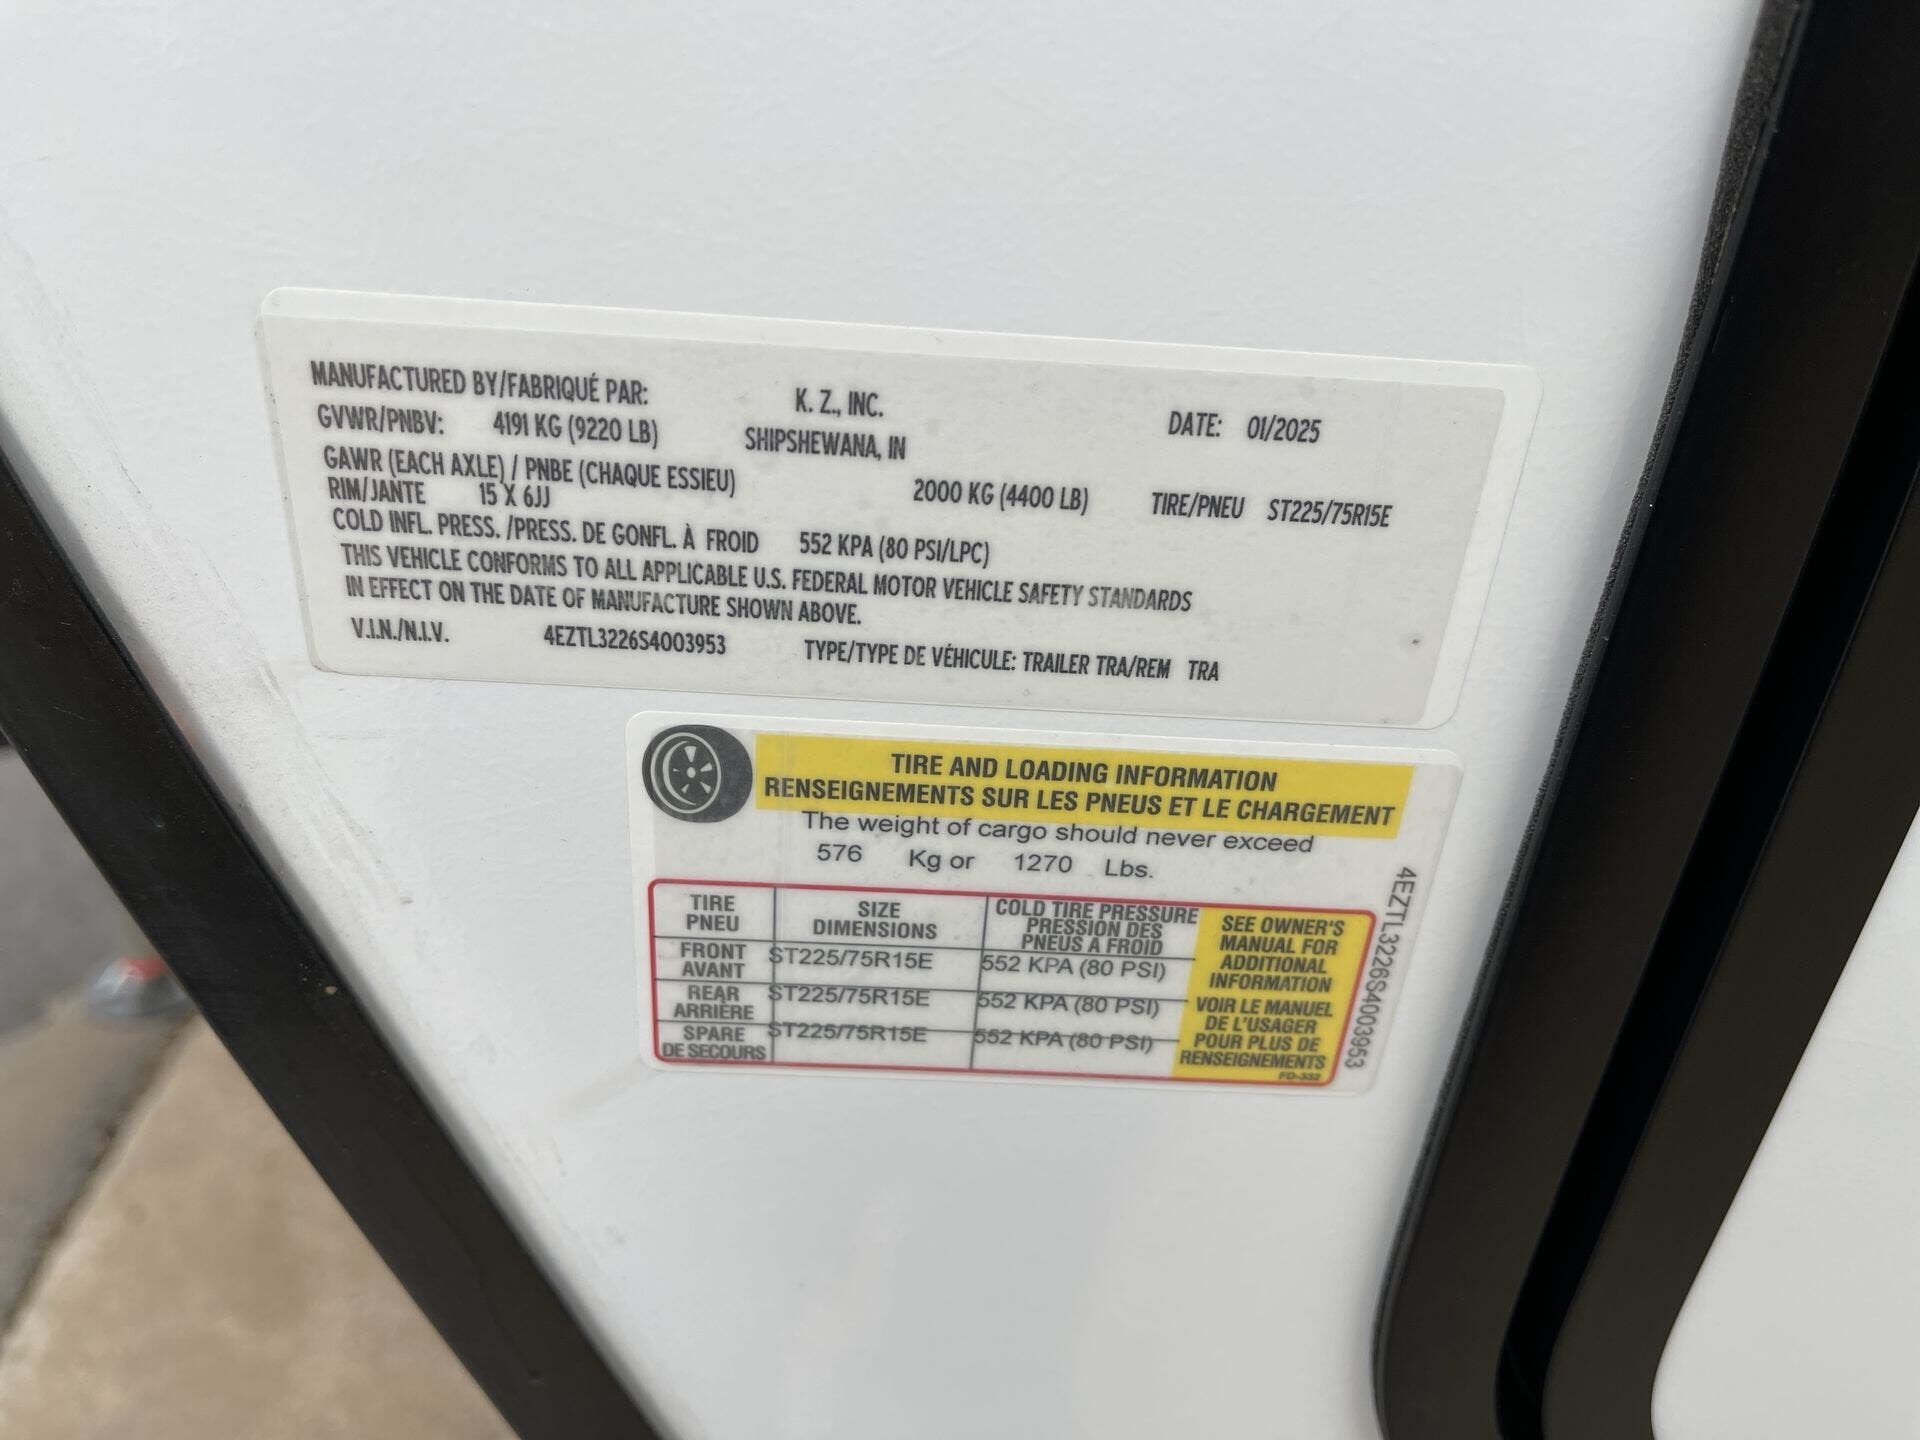 MANUFACTURED BY/FABRIQUÉ PAR: K. Z., INC. DATE: 01/2025
GVWR/PNBV: 4191 KG (9220 LB) SHIPSHEWANA, IN
GAWR (EACH AXLE) / PNBE (CHAQUE ESSIEU) 2000 KG (4400 LB) TIRE/PNEU ST225/75R15E
RIM/JANTE 15 X 6JJ
COLD INFL. PRESS. /PRESS. DE GONFL. À FROID 552 KPA (80 PSI/LPC)
THIS VEHICLE CONFORMS TO ALL APPLICABLE U.S. FEDERAL MOTOR VEHICLE SAFETY STANDARDS
IN EFFECT ON THE DATE OF MANUFACTURE SHOWN ABOVE.
V.I.N./N.I.V. 4EZTL3226S4003953 TYPE/TYPE DE VÉHICULE: TRAILER TRA/REM TRA
TIRE AND LOADING INFORMATION
RENSEIGNEMENTS SUR LES PNEUS ET LE CHARGEMENT
The weight of cargo should never exceed
576 Kg or 1270 Lbs.
TIRE
PNEU
SIZE
DIMENSIONS
COLD TIRE PRESSURE
PRESSION DES
PNEUS A FROID
FRONT
AVANT
ST225/75R15E
552 KPA (80 PSI)
REAR
ARRIÈRE
ST225/75R15E
552 KPA (80 PSI)
SPARE
DE SECOURS
ST225/75R15E
552 KPA (80 PSI)
SEE OWNER'S
MANUAL FOR
ADDITIONAL
INFORMATION
VOIR LE MANUEL
DE L'USAGER
POUR PLUS DE
RENSEIGNEMENTS
FD-332
4EZTL3226S4003953